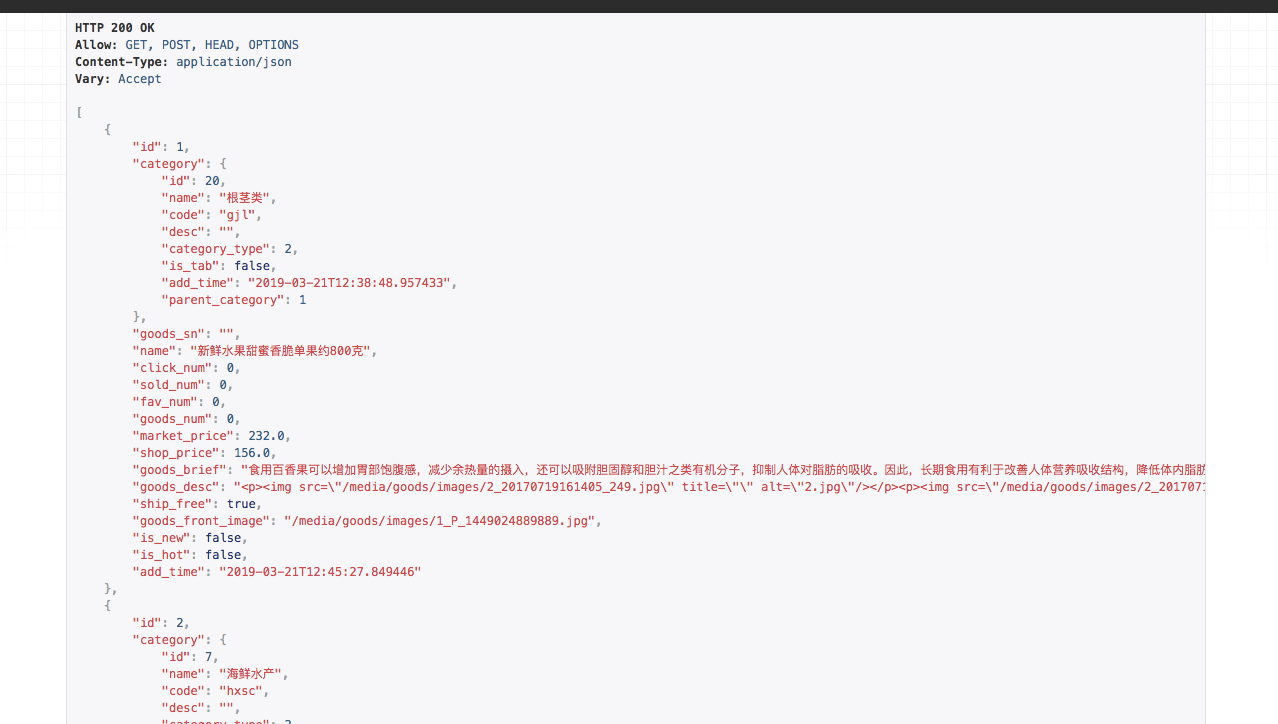 HTTP 200 OK
Allow: GET, POST, HEAD, OPTIONS
Content-Type: application/json
Vary: Accept
[
{
"id": 1,
"category": {
"id": 20,
"name": "根茎类",
"code": "gjl",
"desc": "",
"category_type": 2,
"is_tab": false,
"add_time": "2019-03-21T12:38:48.957433",
"parent_category": 1
},
"goods_sn": "",
"name": "新鲜水果甜蜜香脆单果约800克",
"click_num": 0,
"sold_num": 0,
"fav_num": 0,
"goods_num": 0,
"market_price": 232.0,
"shop_price": 156.0,
"goods_brief": "食用百香果可以增加胃部饱腹感，减少余热量的摄入，还可以吸附胆固醇和胆汁之类有机分子，抑制人体对脂肪的吸收。因此，长期食用有利于改善人体营养吸收结构，降低体内脂肪
"goods_desc": "<p><img src=\"/media/goods/images/2_20170719161405_249.jpg\" title=\"\" alt=\"2.jpg\"/></p><p><img src=\"/media/goods/images/2_2017071
"ship_free": true,
"goods_front_image": "/media/goods/images/1_P_1449024889889.jpg",
"is_new": false,
"is_hot": false,
"add_time": "2019-03-21T12:45:27.849446"
},
{
"id": 2,
"category": {
"id": 7,
"name": "海鲜水产",
"code": "hxsc",
"desc": "",
"category_type": 2